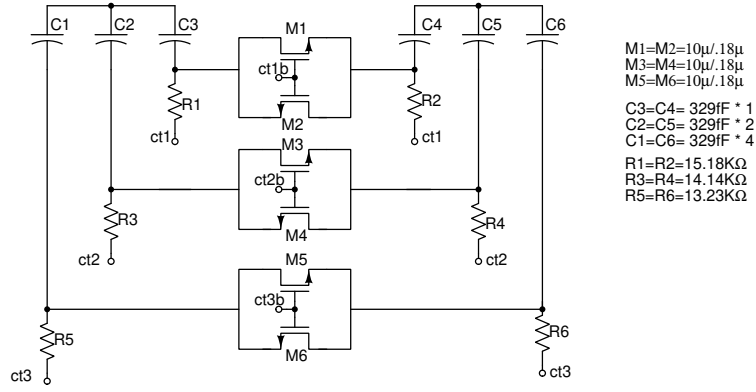 C1 C2 C3 M1 C4 C5 C6
ct1b
R1 R2
ct1 M2 ct1
M3
ct2b
R3 R4
ct2 M4 ct2
M5
ct3b
R5 M6 R6
ct3 ct3
M1=M2=10μ/.18μ
M3=M4=10μ/.18μ
M5=M6=10μ/.18μ
C3=C4= 329fF * 1
C2=C5= 329fF * 2
C1=C6= 329fF * 4
R1=R2=15.18KΩ
R3=R4=14.14KΩ
R5=R6=13.23KΩ